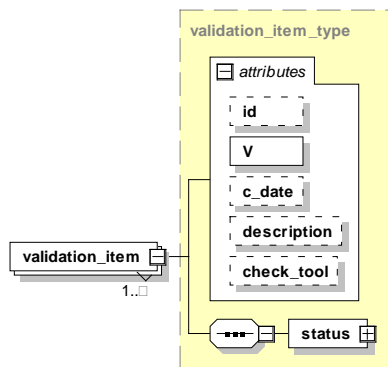 validation_item_type
attributes
id
V
c_date
description
check_tool
validation_item
1..□
status